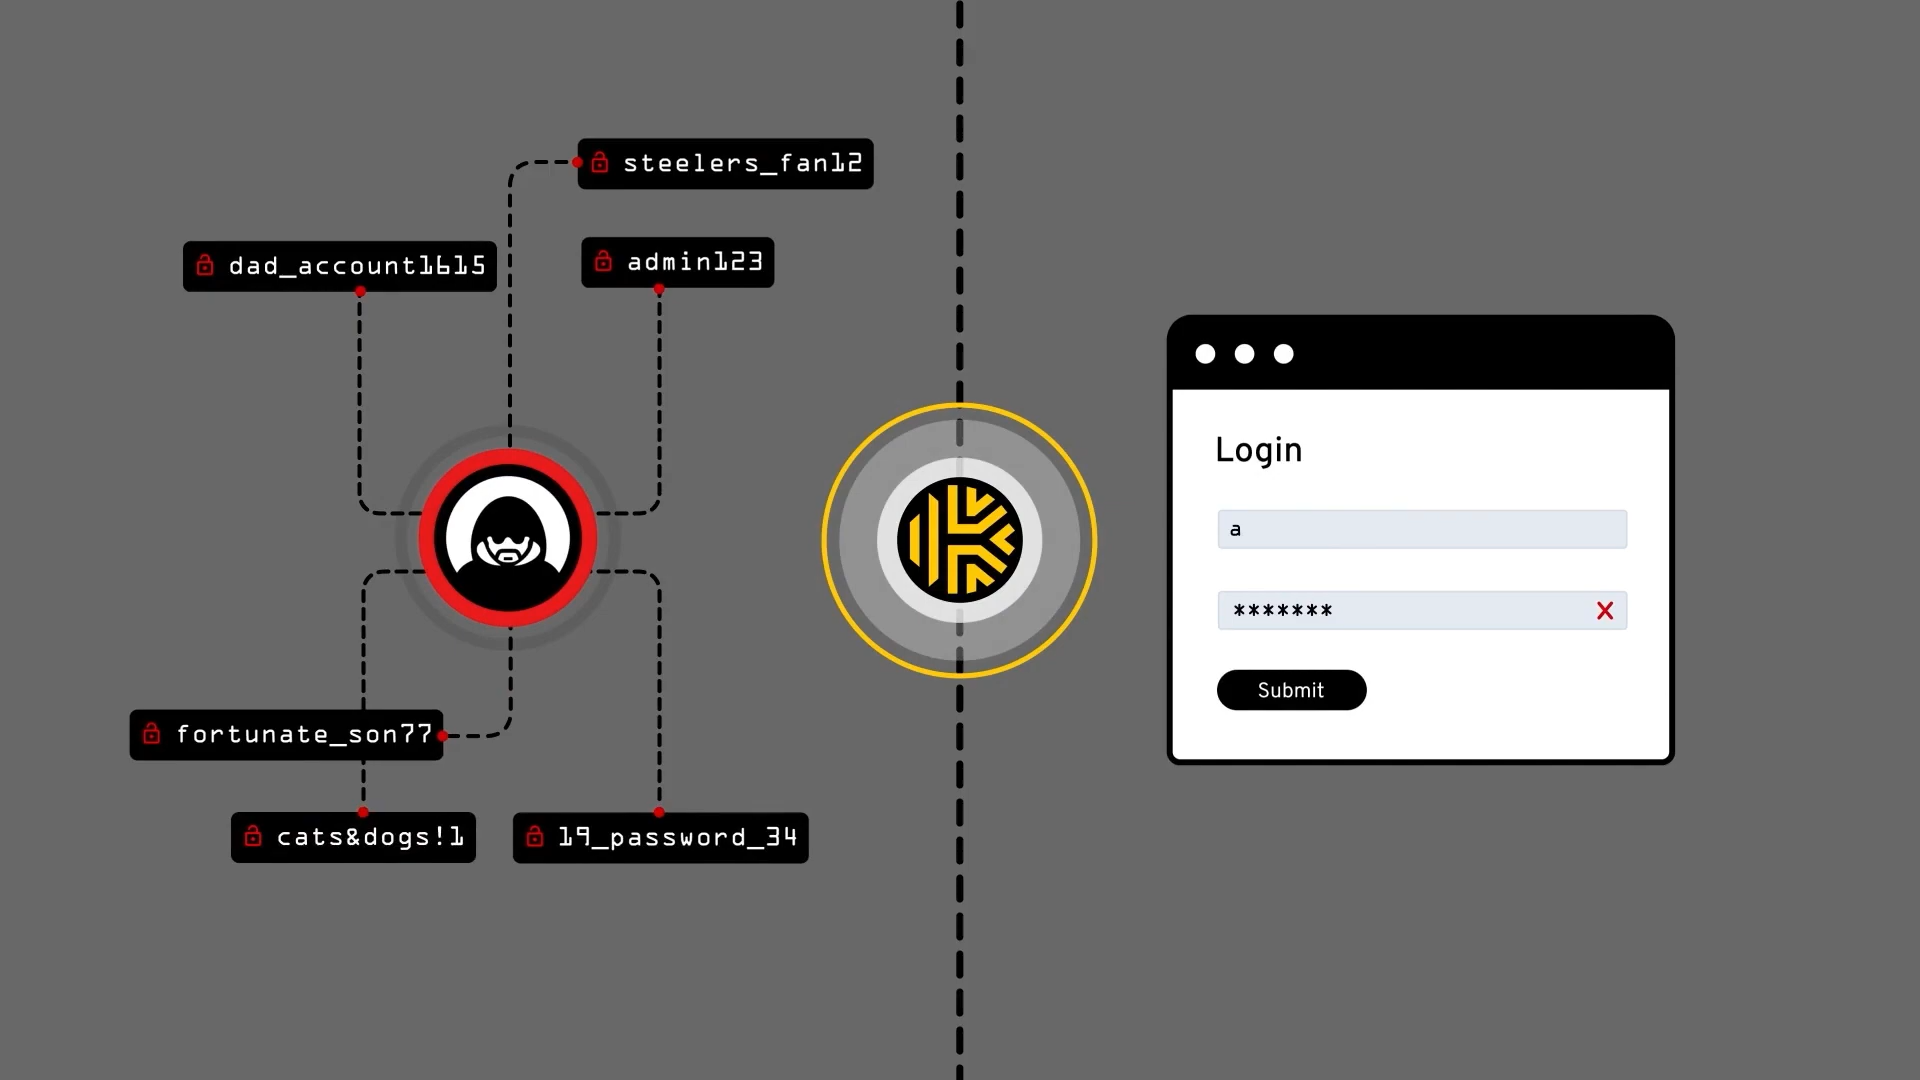 steelers_fan12
dad_account1615
admin123
fortunate_son77
cats&dogs!1
19_password_34
Login
a
*******
X
Submit